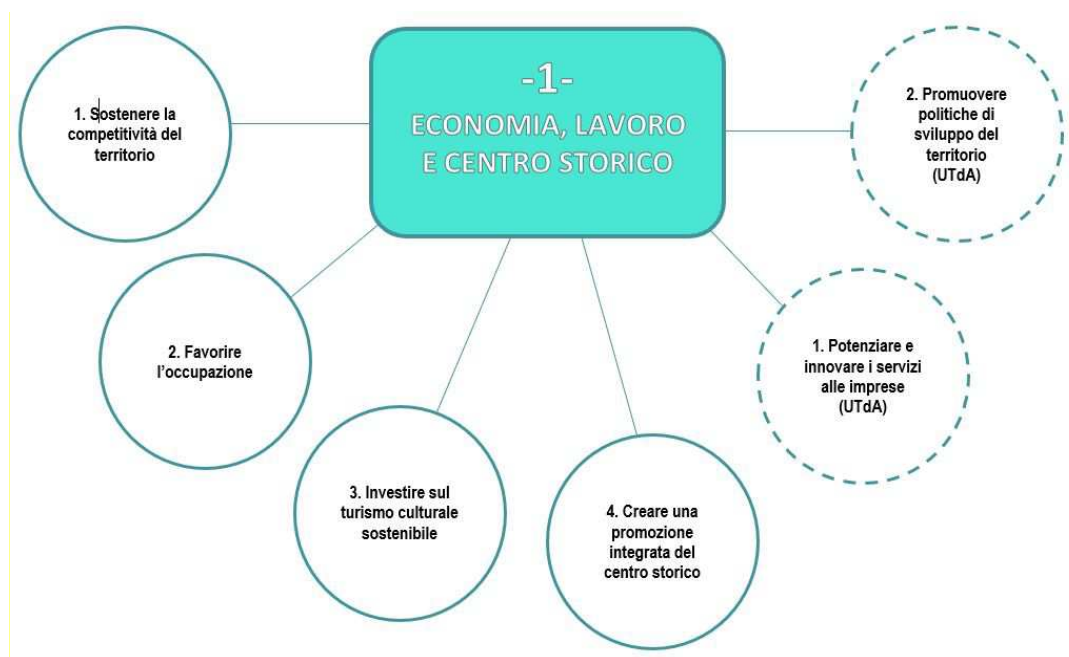 -1-
ECONOMIA, LAVORO
E CENTRO STORICO
1. Sostenere la
competitività del
territorio
2. Favorire
l'occupazione
3. Investire sul
turismo culturale
sostenibile
4. Creare una
promozione
integrata del
centro storico
1. Potenziare e
innovare i servizi
alle imprese
(UTdA)
2. Promuovere
politiche di
sviluppo del
territorio
(UTdA)